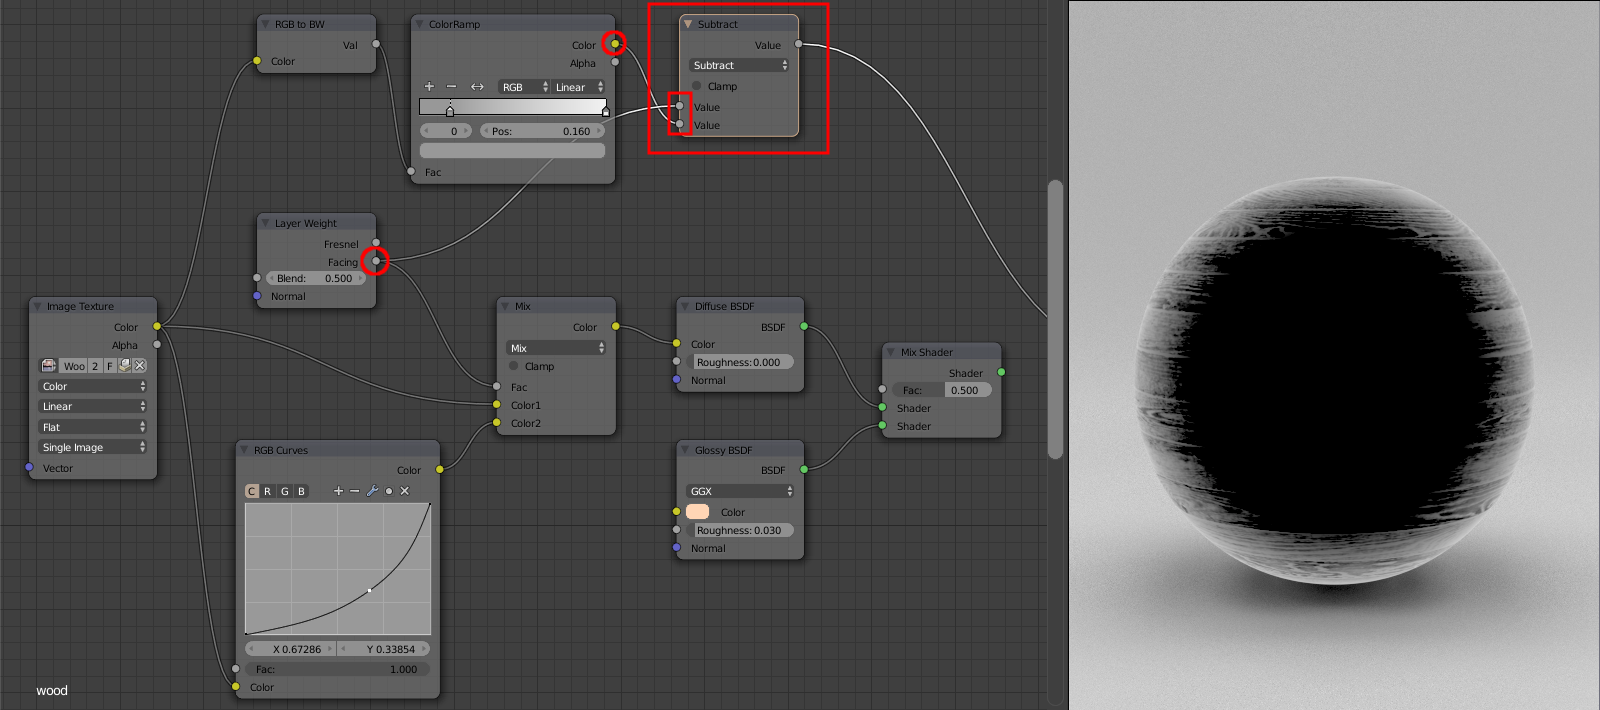 RGB to BW
Val
Color
ColorRamp
Color
Alpha
RGB
Linear
0
Pos: 0.160
Fac
Subtract
Value
Subtract
Clamp
Value
Value
Layer Weight
Fresnel
Facing
Blend: 0.500
Normal
Image Texture
Color
Alpha
Woo 2 F
Color
Linear
Flat
Single Image
Vector
Mix
Color
Mix
Clamp
Fac
Color1
Color2
Diffuse BSDF
BSDF
Color
Roughness: 0.000
Normal
Mix Shader
Shader
Fac: 0.500
Shader
Shader
RGB Curves
Color
C R G B
X 0.67286 Y 0.33854
Fac: 1.000
Color
Glossy BSDF
BSDF
GGX
Color
Roughness: 0.030
Normal
wood